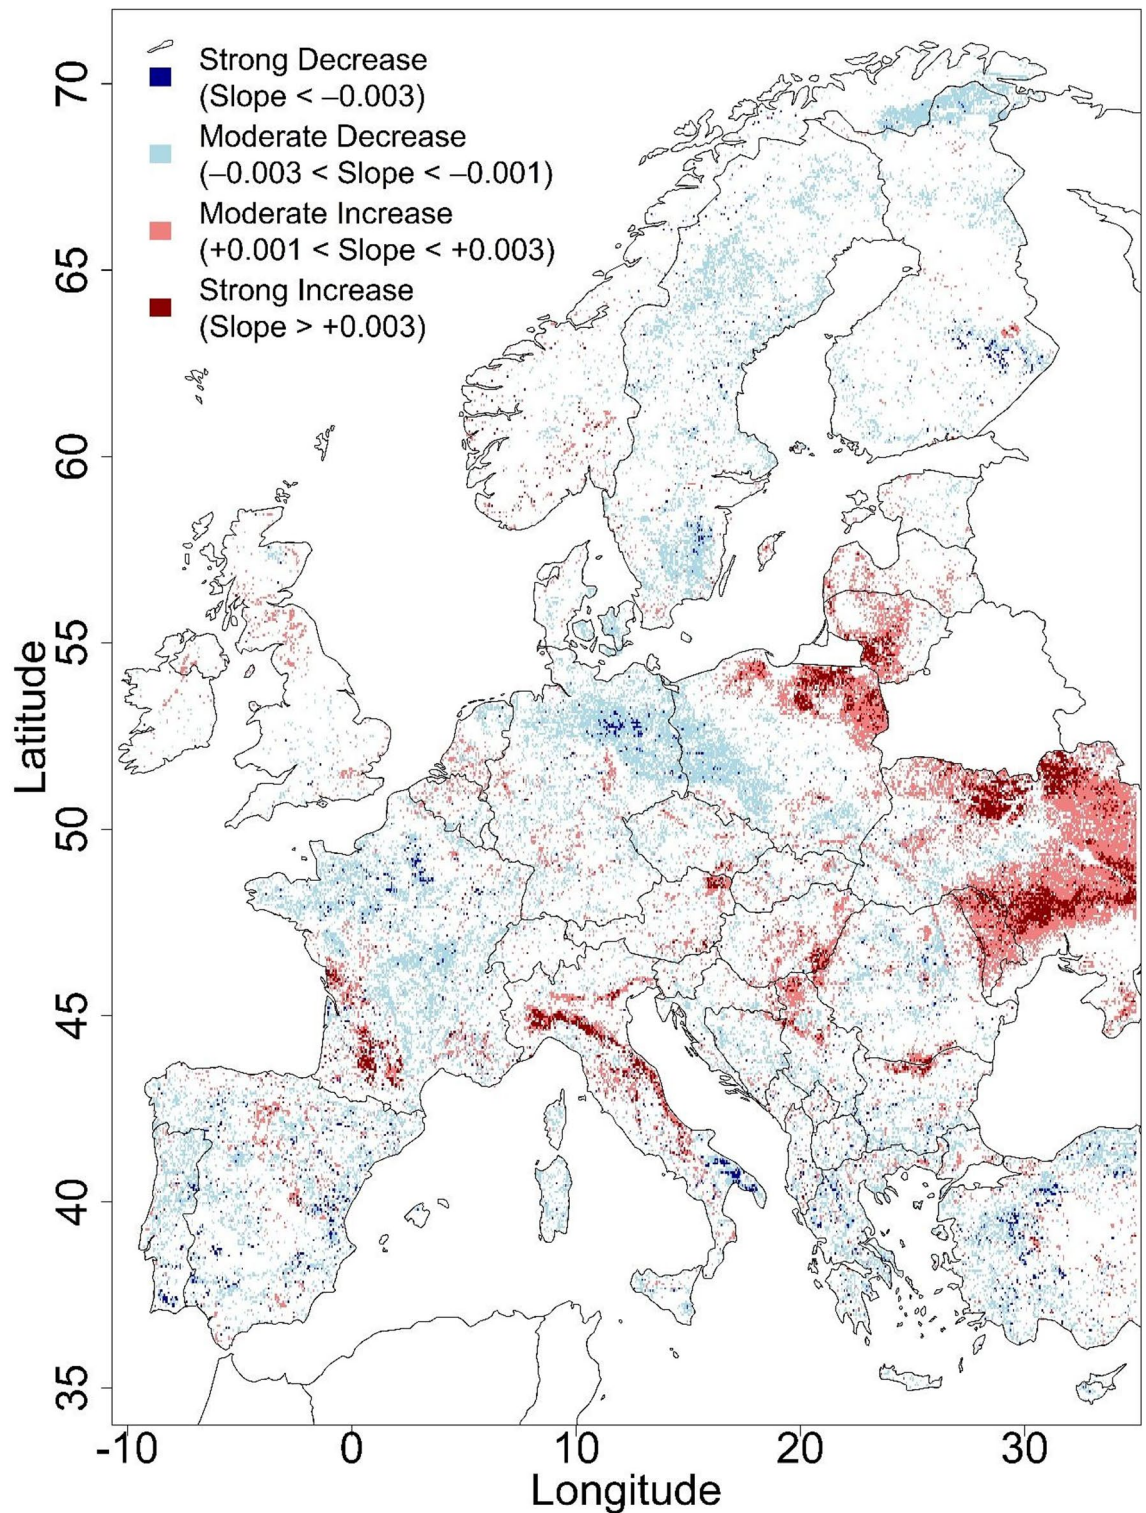 Strong Decrease
(Slope < −0.003)
Moderate Decrease
(−0.003 < Slope < −0.001)
Moderate Increase
(+0.001 < Slope < +0.003)
Strong Increase
(Slope > +0.003)
70
65
60
55
50
45
40
35
Latitude
-10 0 10 20 30
Longitude